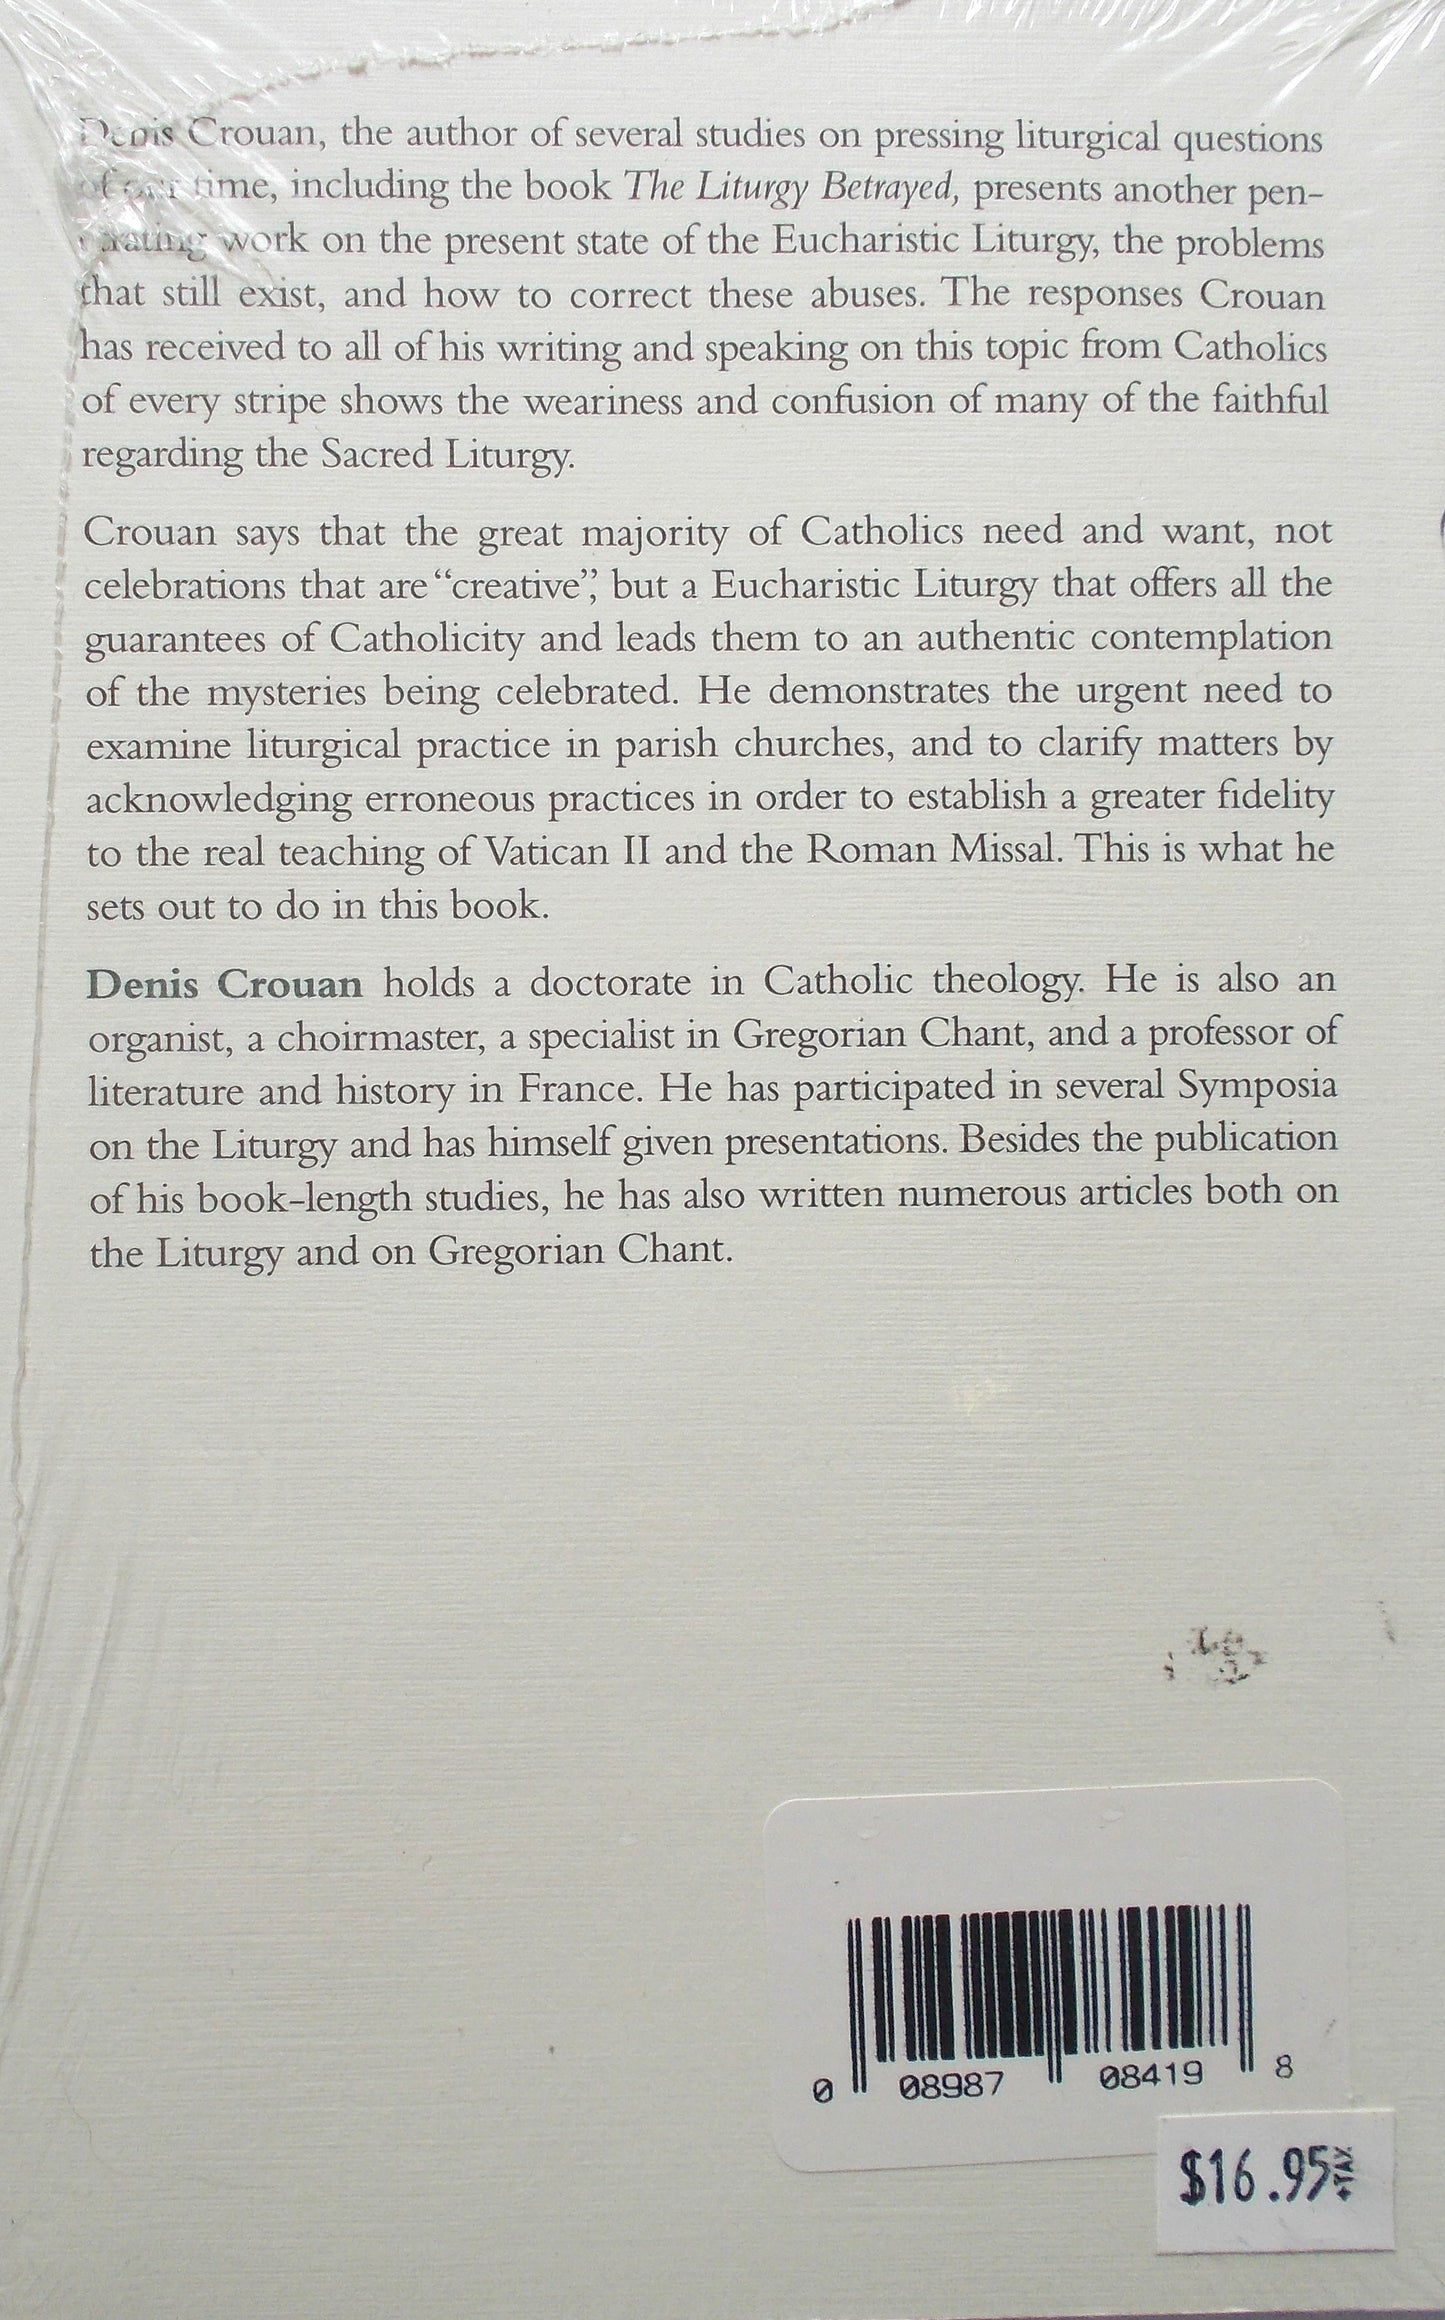 Denis Crouan, the author of several studies on pressing liturgical questions
of our time, including the book The Liturgy Betrayed, presents another pen-
etrating work on the present state of the Eucharistic Liturgy, the problems
that still exist, and how to correct these abuses. The responses Crouan
has received to all of his writing and speaking on this topic from Catholics
of every stripe shows the weariness and confusion of many of the faithful
regarding the Sacred Liturgy.
Crouan says that the great majority of Catholics need and want, not
celebrations that are “creative”, but a Eucharistic Liturgy that offers all the
guarantees of Catholicity and leads them to an authentic contemplation
of the mysteries being celebrated. He demonstrates the urgent need to
examine liturgical practice in parish churches, and to clarify matters by
acknowledging erroneous practices in order to establish a greater fidelity
to the real teaching of Vatican II and the Roman Missal. This is what he
sets out to do in this book.
Denis Crouan holds a doctorate in Catholic theology. He is also an
organist, a choirmaster, a specialist in Gregorian Chant, and a professor of
literature and history in France. He has participated in several Symposia
on the Liturgy and has himself given presentations. Besides the publication
of his book-length studies, he has also written numerous articles both on
the Liturgy and on Gregorian Chant.
0 08987 08419 8
$16.95 +TAX